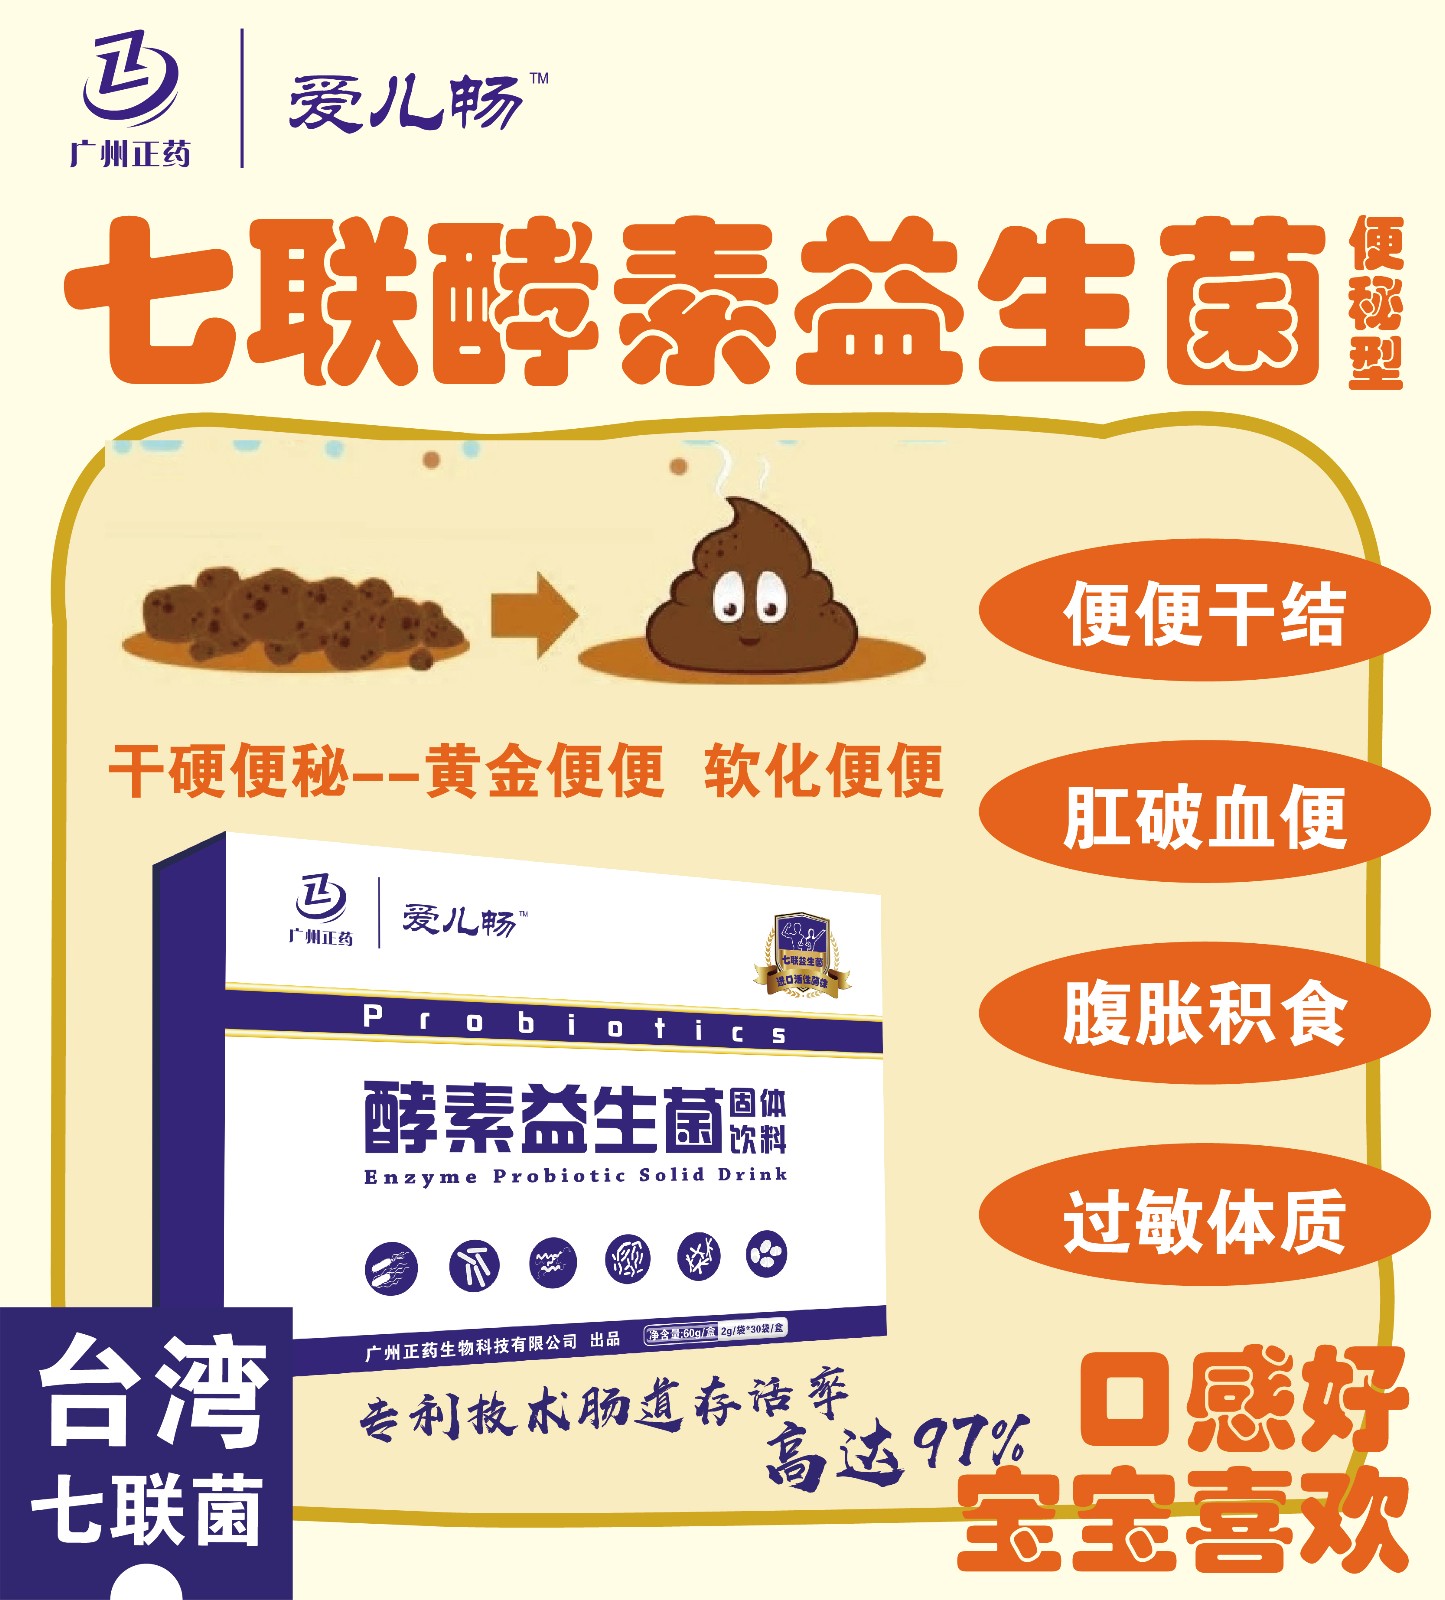 广州正药
爱儿畅™
七联酵素益生菌
便秘型
干硬便秘--黄金便便 软化便便
便便干结
肛破血便
腹胀积食
过敏体质
广州正药
爱儿畅™
七联益生菌
进口活性菌株
Probiotics
酵素益生菌
固体
饮料
Enzyme Probiotic Solid Drink
广州正药生物科技有限公司 出品
净含量:60g/盒 2g/袋*30袋/盒
台湾
七联菌
专利技术肠道存活率
高达97%
口感好
宝宝喜欢